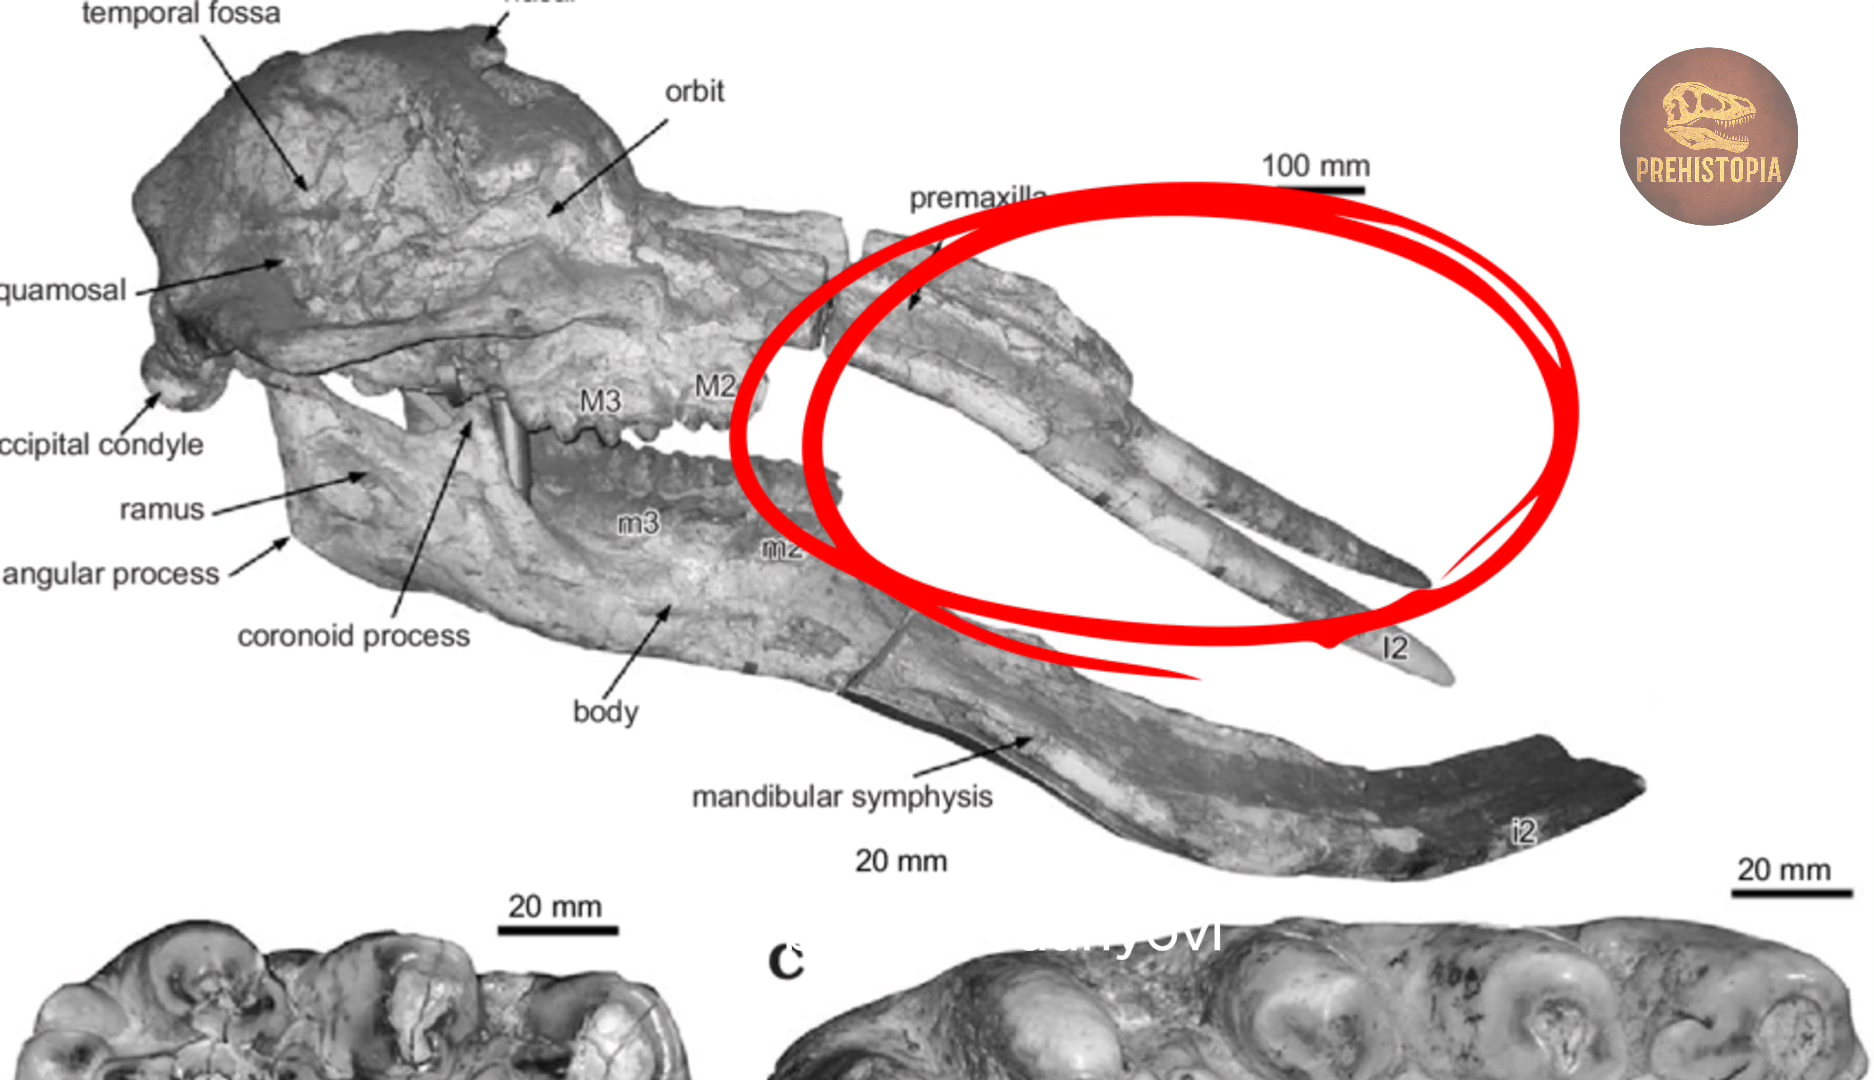 temporal fossa
orbit
100 mm
premaxilla
PREHISTOPIA
quamosal
M3
M2
ccipital condyle
ramus
m3
m2
angular process
coronoid process
I2
body
mandibular symphysis
i2
20 mm
20 mm
20 mm
c